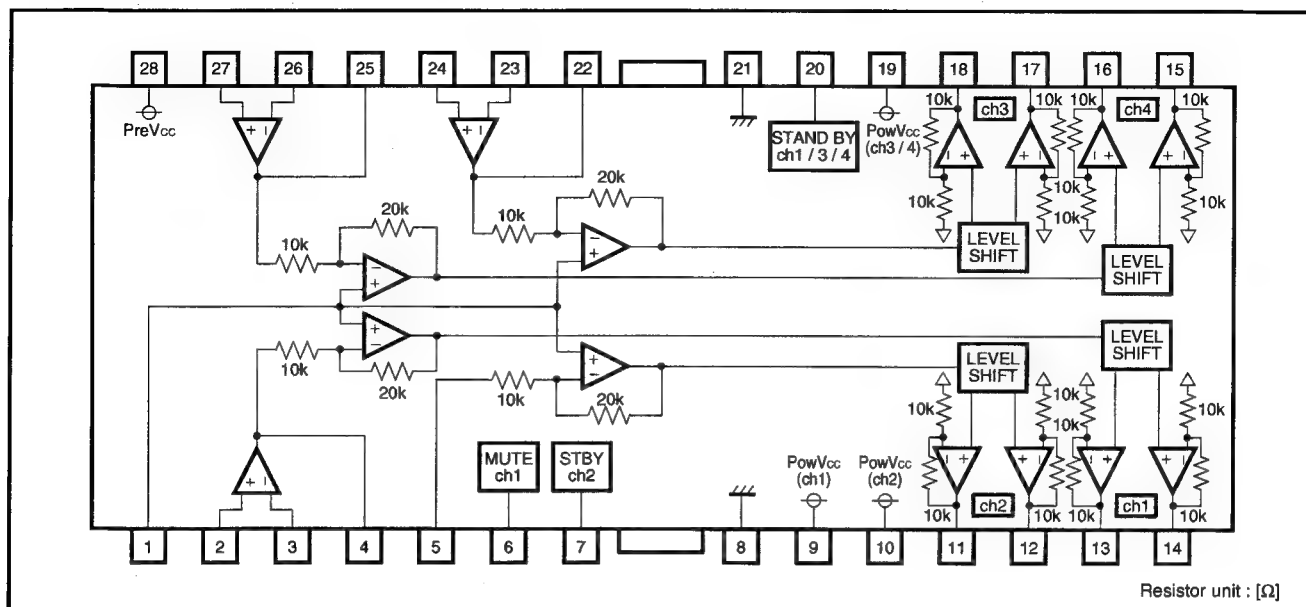 28 27 26 25 24 23 22 21 20 19 18 17 16 15
PreVcc
STAND BY
ch1 / 3 / 4
PowVcc
(ch3 / 4)
10k ch3 10k 10k ch4 10k
10k 10k 10k 10k
20k
10k
20k
10k
LEVEL
SHIFT
LEVEL
SHIFT
10k
20k
10k
20k
LEVEL
SHIFT
LEVEL
SHIFT
10k 10k 10k 10k
MUTE
ch1
STBY
ch2
PowVcc
(ch1)
PowVcc
(ch2)
10k ch2 10k 10k ch1 10k
1 2 3 4 5 6 7 8 9 10 11 12 13 14
Resistor unit : [Ω]